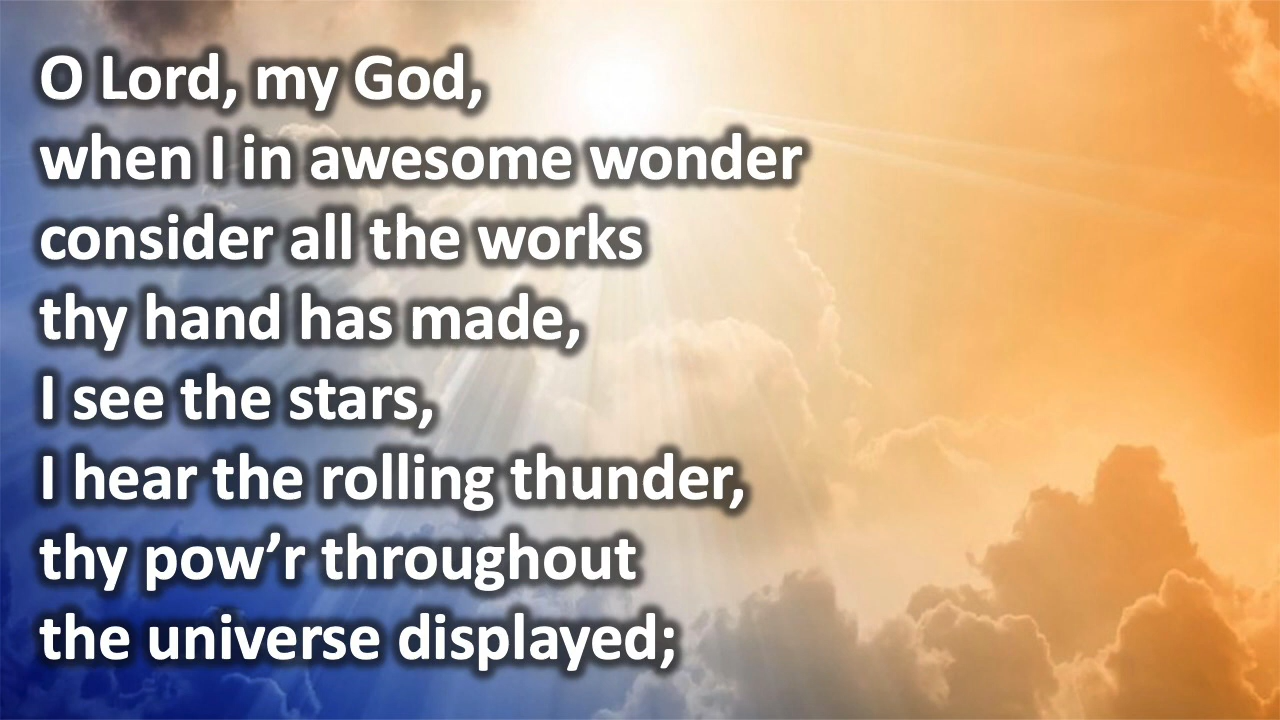 O Lord, my God,
when I in awesome wonder
consider all the works
thy hand has made,
I see the stars,
I hear the rolling thunder,
thy pow’r throughout
the universe displayed;